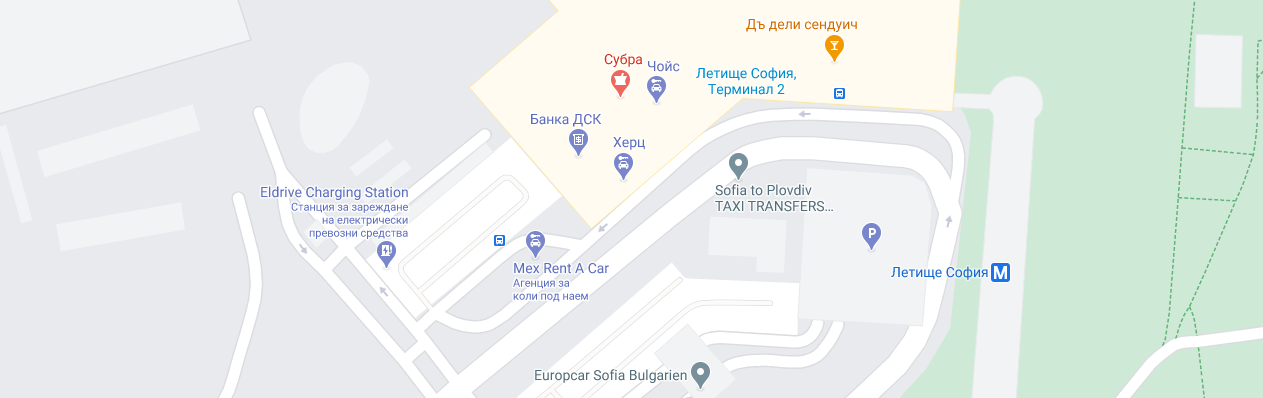 Дъ дели сендуич
Субра
Чойс
Летище София,
Терминал 2
Банка ДСК
Херц
Eldrive Charging Station
Станция за зареждане
на електрически
превозни средства
Sofia to Plovdiv
TAXI TRANSFERS...
P
Mex Rent A Car
Агенция за
коли под наем
Летище София M
Europcar Sofia Bulgarien